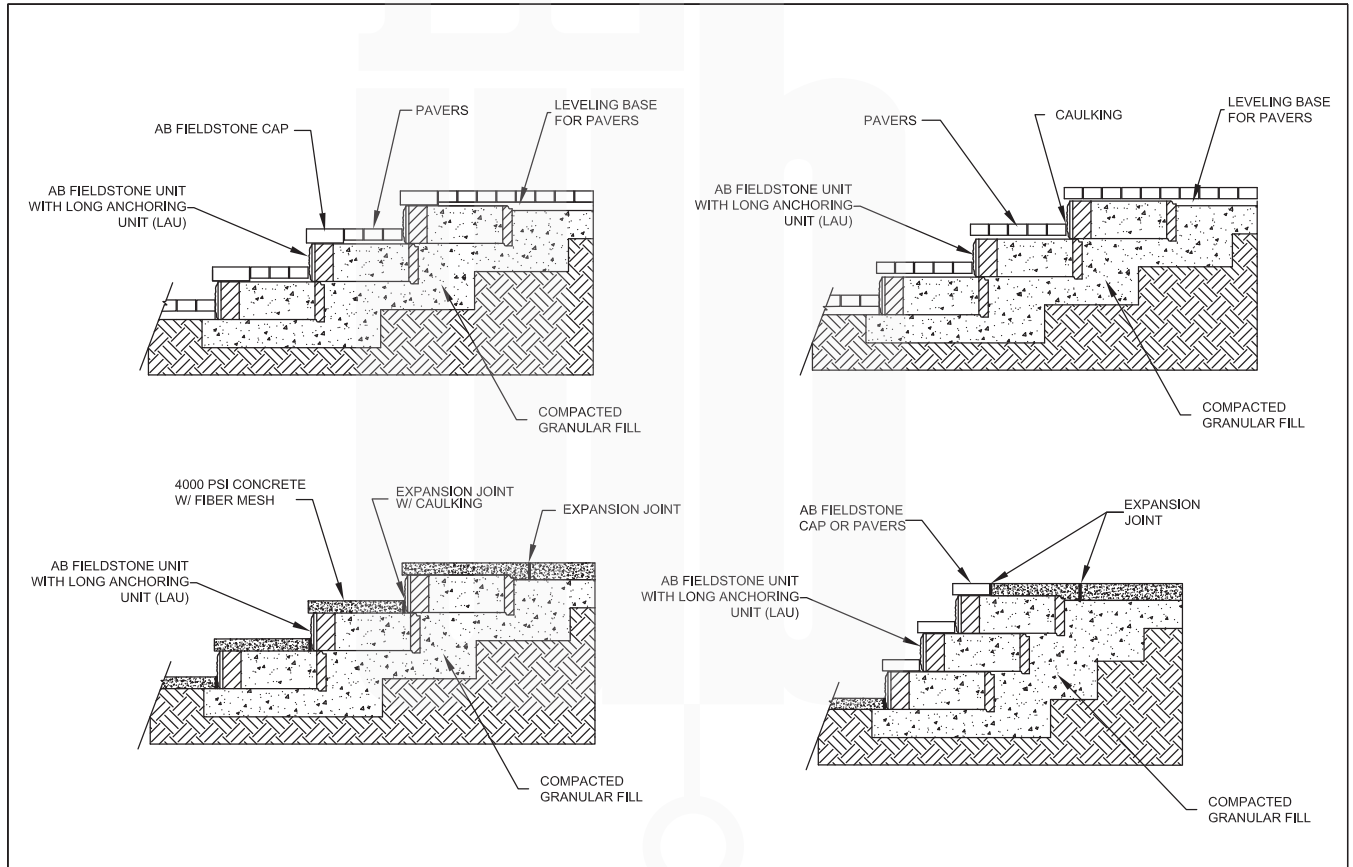 AB FIELDSTONE CAP
PAVERS
LEVELING BASE
FOR PAVERS
AB FIELDSTONE UNIT
WITH LONG ANCHORING
UNIT (LAU)
COMPACTED
GRANULAR FILL
PAVERS
CAULKING
LEVELING BASE
FOR PAVERS
AB FIELDSTONE UNIT
WITH LONG ANCHORING
UNIT (LAU)
COMPACTED
GRANULAR FILL
4000 PSI CONCRETE
W/ FIBER MESH
EXPANSION JOINT
W/ CAULKING
EXPANSION JOINT
AB FIELDSTONE UNIT
WITH LONG ANCHORING
UNIT (LAU)
COMPACTED
GRANULAR FILL
AB FIELDSTONE
CAP OR PAVERS
EXPANSION
JOINT
AB FIELDSTONE UNIT
WITH LONG ANCHORING
UNIT (LAU)
COMPACTED
GRANULAR FILL